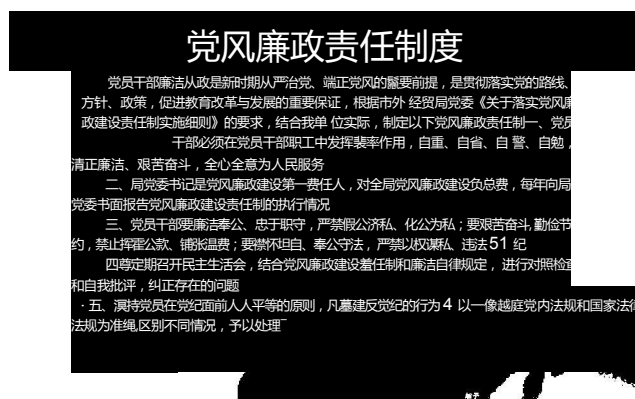 党风廉政责任制度
党员干部廉洁从政是新时期从严治党、端正党风的鳘要前提，是贯彻落实党的路线、
方针、政策，促进教育改革与发展的重要保证，根据市外 经贸局党委《关于落实党风廉
政建设责任制实施细则》的要求，结合我单 位实际，制定以下党风廉政责任制一、党员
干部必须在党员干部职工中发挥裴率作用，自重、自省、自 警、自勉，
清正廉洁、艰苦奋斗，全心全意为人民服务
二、局党委书记是党风廉政建设第一费任人，对全局党风廉政建设负总费，每年向局
党委书面报告党风廉政建设责任制的执行情况
三、党员干部要廉洁奉公、忠于职守，严禁假公济私、化公为私；要艰苦奋斗, 勤俭节
约，禁止挥霍公款、铺张温费；要襟怀坦自、奉公守法， 严禁以权谋私、违法 51 纪
四尊定期召开民主生活会，结合党风廉政建设羞任制和廉洁自律规定， 进行对照检查
和自我批评，纠正存在的问题
·五、溟持党员在党纪面前人人平等的原则，凡墓建反党纪的行为 4 以一像越庭党内法规和国家法律
法规为准绳,区别不同情况，予以处理